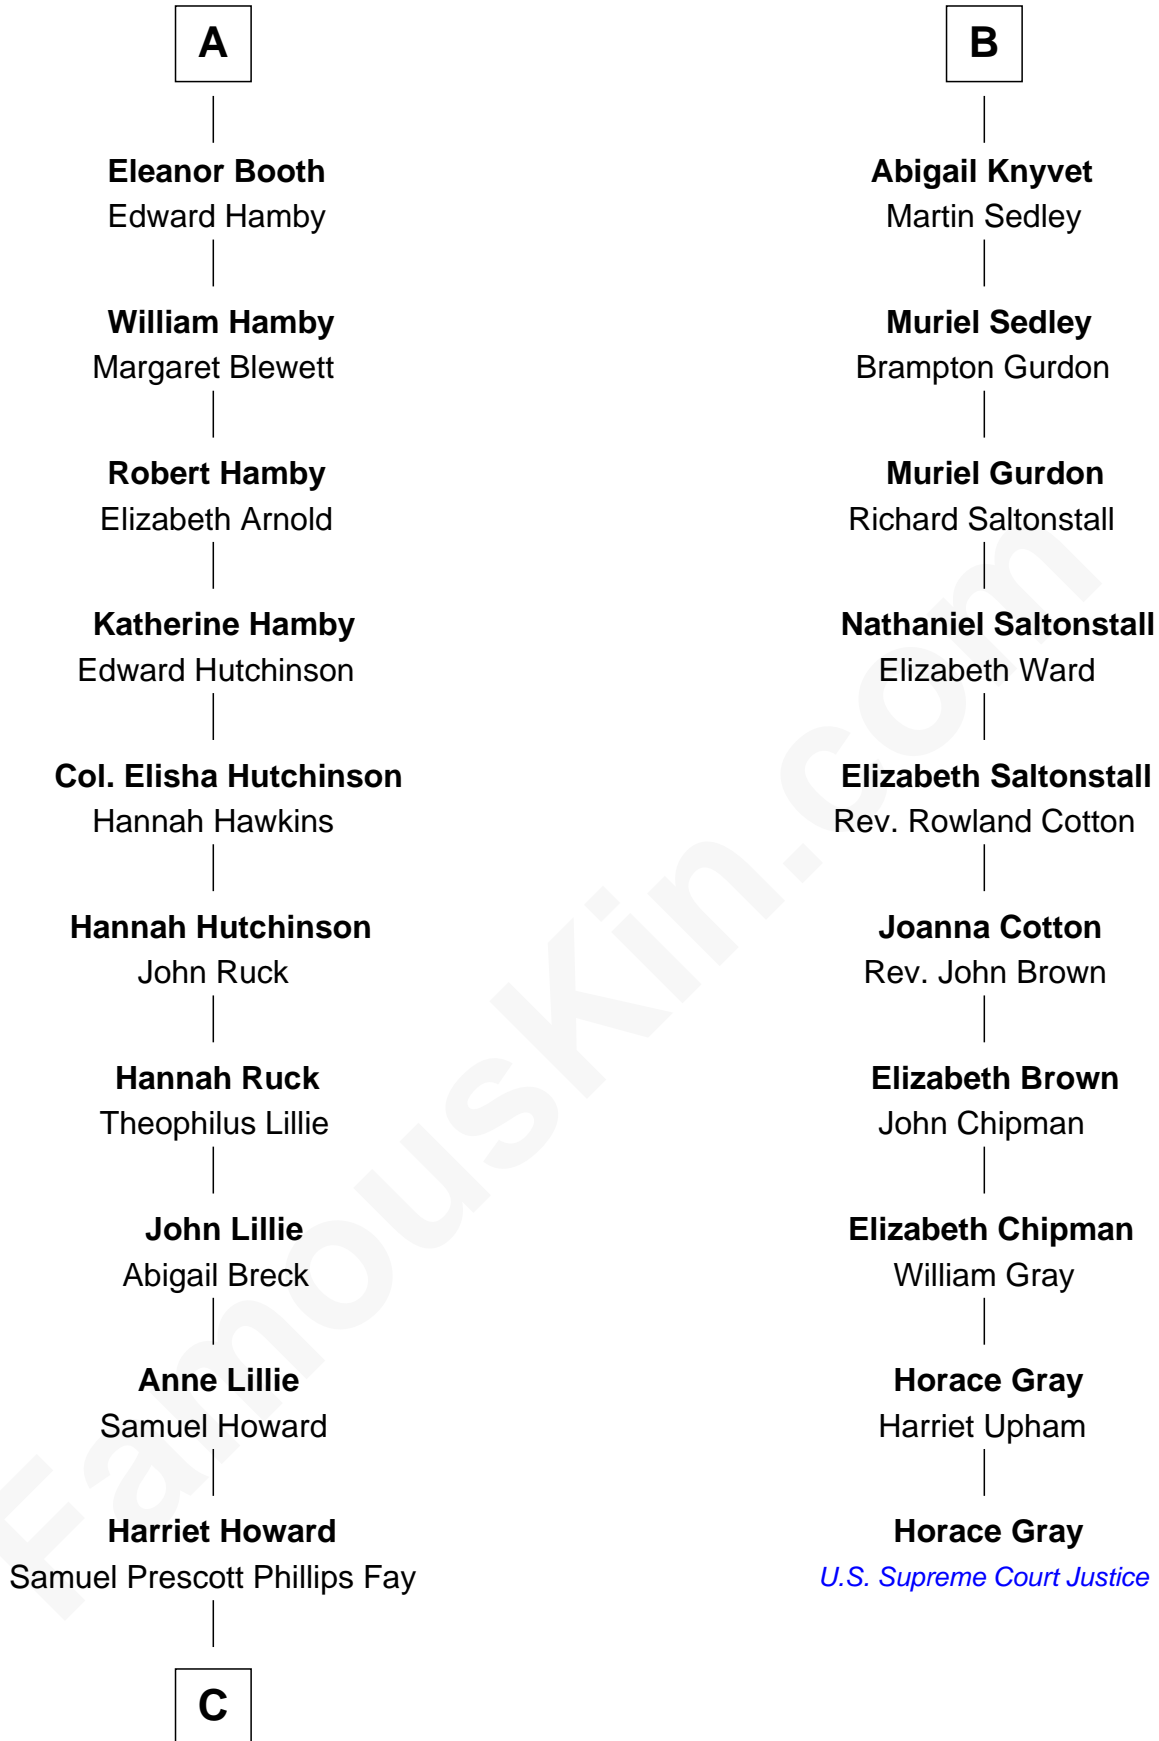 A
Eleanor Booth
Edward Hamby
William Hamby
Margaret Blewett
Robert Hamby
Elizabeth Arnold
Katherine Hamby
Edward Hutchinson
Col. Elisha Hutchinson
Hannah Hawkins
Hannah Hutchinson
John Ruck
Hannah Ruck
Theophilus Lillie
John Lillie
Abigail Breck
Anne Lillie
Samuel Howard
Harriet Howard
Samuel Prescott Phillips Fay
C
B
Abigail Knyvet
Martin Sedley
Muriel Sedley
Brampton Gurdon
Muriel Gurdon
Richard Saltonstall
Nathaniel Saltonstall
Elizabeth Ward
Elizabeth Saltonstall
Rev. Rowland Cotton
Joanna Cotton
Rev. John Brown
Elizabeth Brown
John Chipman
Elizabeth Chipman
William Gray
Horace Gray
Harriet Upham
Horace Gray
U.S. Supreme Court Justice
FamousKin.com